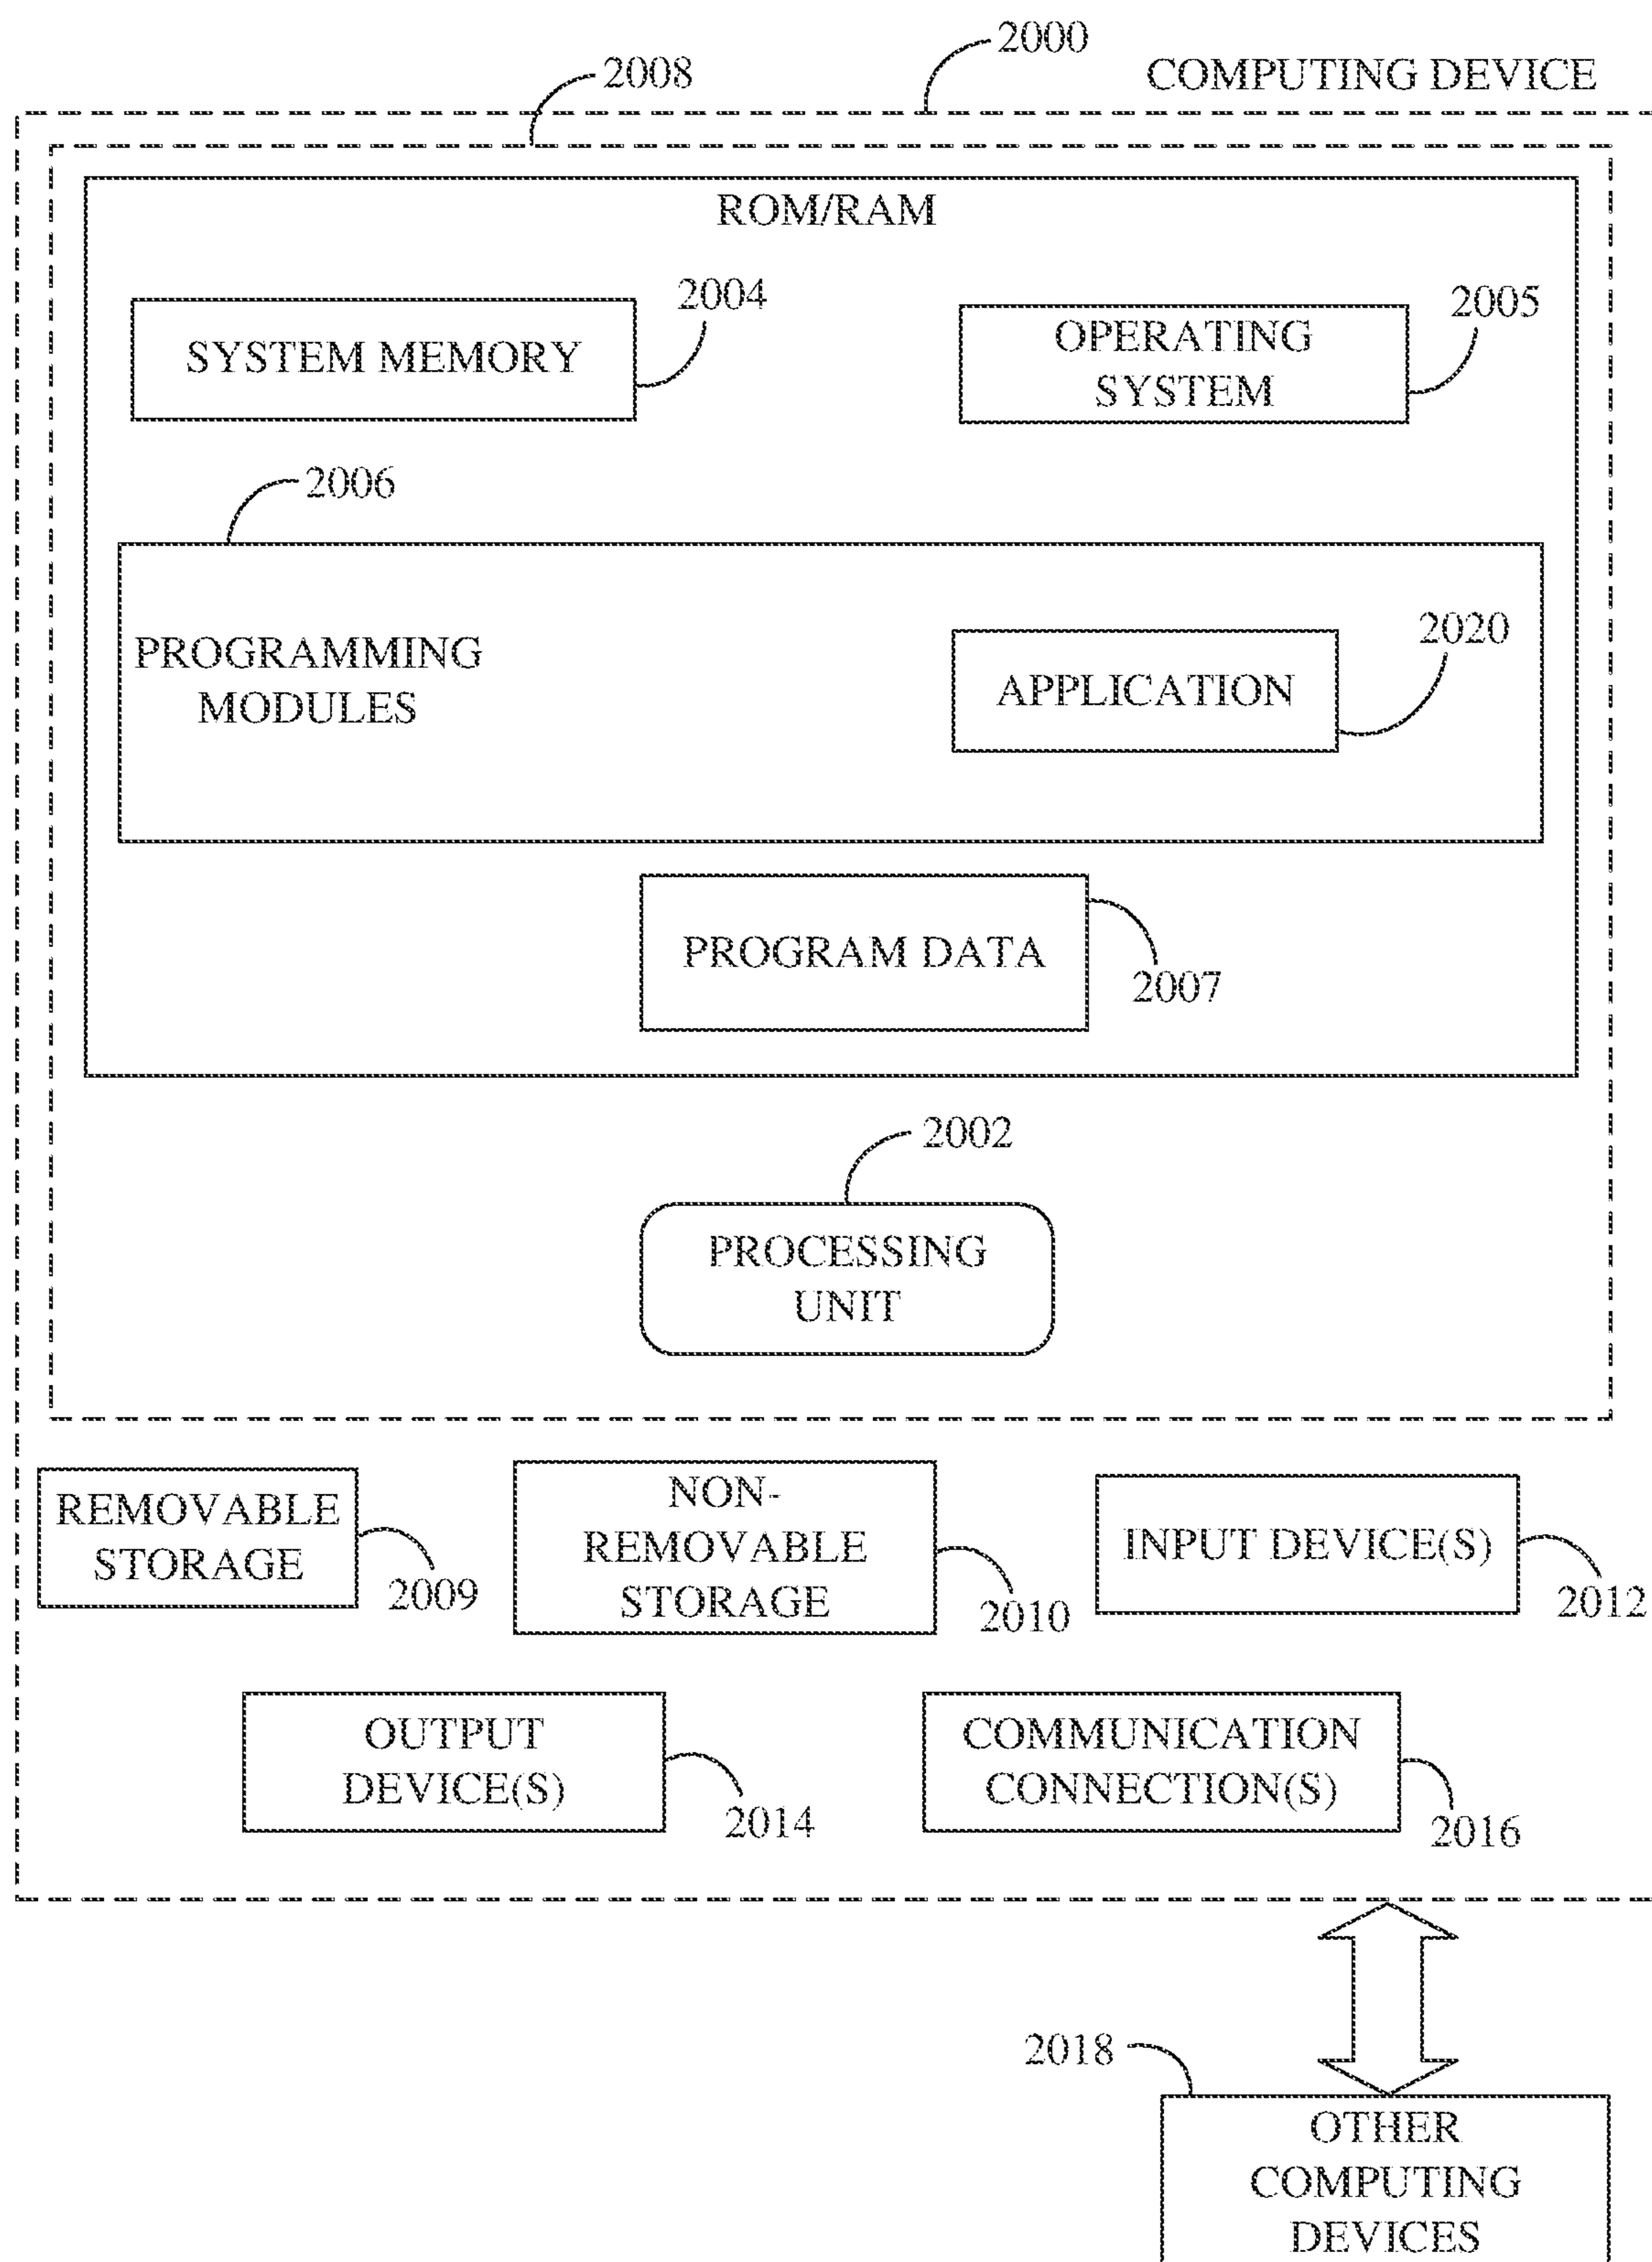 2000
COMPUTING DEVICE
2008
ROM/RAM
2004
SYSTEM MEMORY
2005
OPERATING
SYSTEM
2006
PROGRAMMING
MODULES
2020
APPLICATION
PROGRAM DATA
2007
2002
PROCESSING
UNIT
REMOVABLE
STORAGE
2009
NON-
REMOVABLE
STORAGE
2010
INPUT DEVICE(S)
2012
OUTPUT
DEVICE(S)
2014
COMMUNICATION
CONNECTION(S)
2016
2018
OTHER
COMPUTING
DEVICES